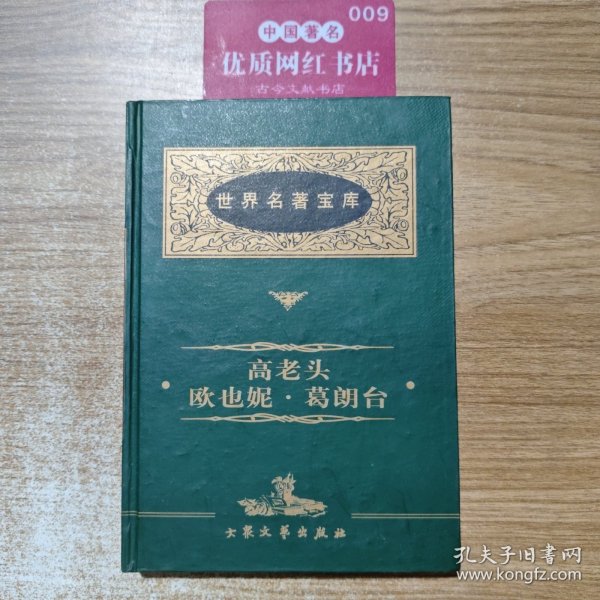 009
中国著名
优质网红书店
古今文献书店
世界名著宝库
高老头
欧也妮·葛朗台
大众文艺出版社
孔夫子旧书网
www.kongfz.com